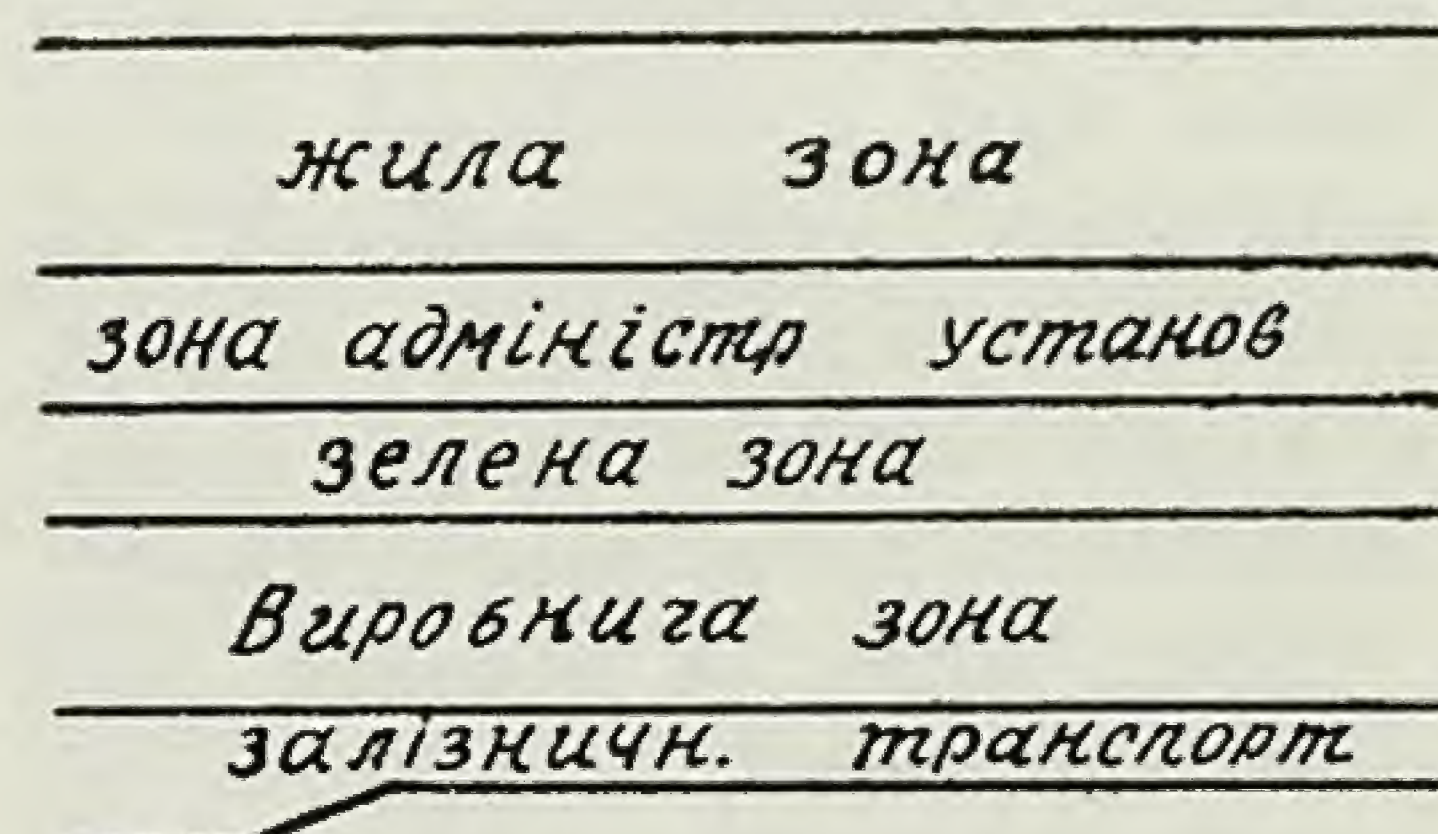 жила зона
зона адміністр установ
зелена зона
Виробнича зона
залізничн. транспорт